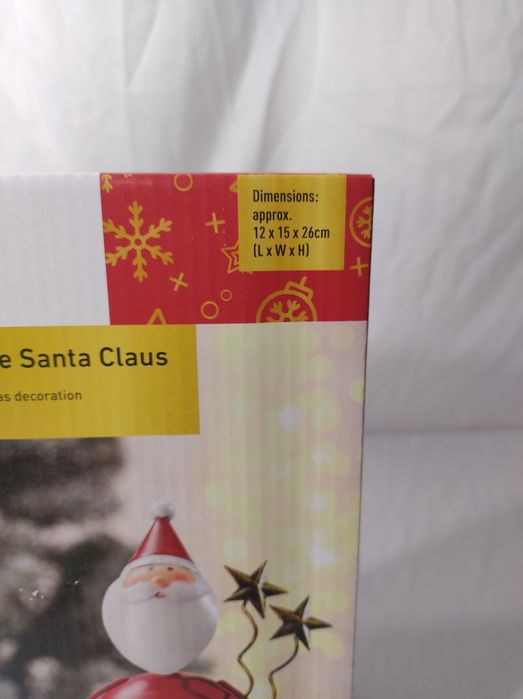 Dimensions:
approx.
12 x 15 x 26cm
(L x W x H)
e Santa Claus
as decoration